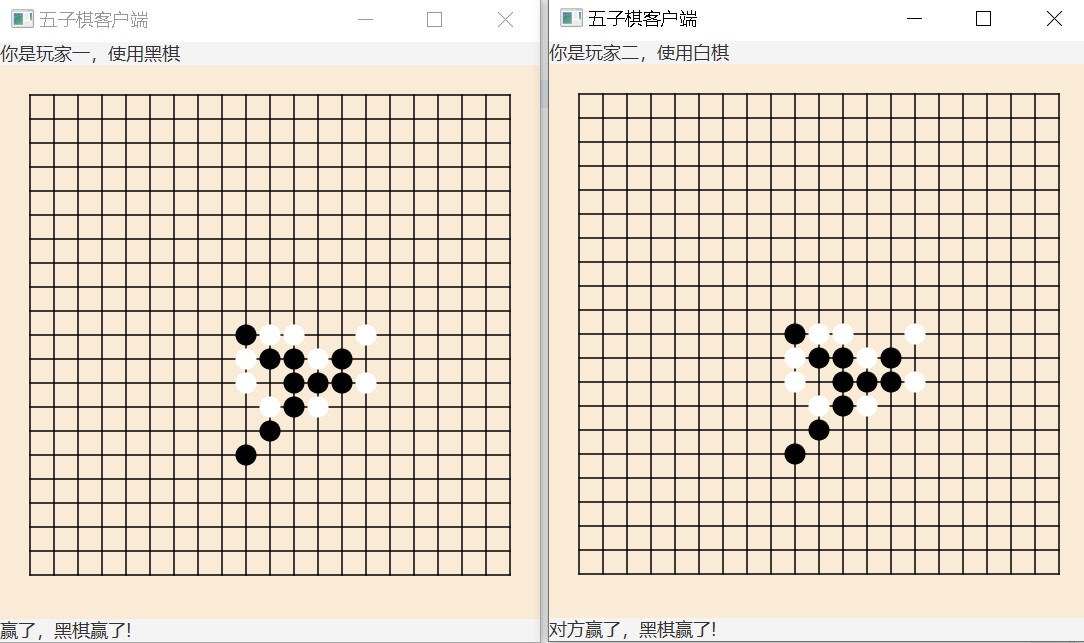 五子棋客户端
你是玩家一，使用黑棋
赢了，黑棋赢了!
五子棋客户端
你是玩家二，使用白棋
对方赢了，黑棋赢了!